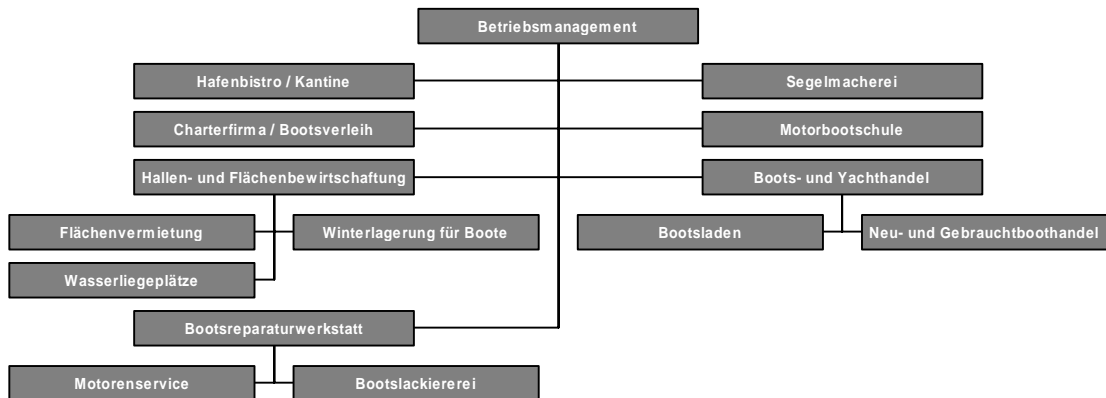 Betriebsmanagement
Hafenbistro / Kantine
Segelmacherei
Charterfirma / Bootsverleih
Motorbootschule
Hallen- und Flächenbewirtschaftung
Boots- und Yachthandel
Flächenvermietung
Winterlagerung für Boote
Bootsladen
Neu- und Gebrauchtboothandel
Wasserliegeplätze
Bootsreparaturwerkstatt
Motorenservice
Bootslackiererei